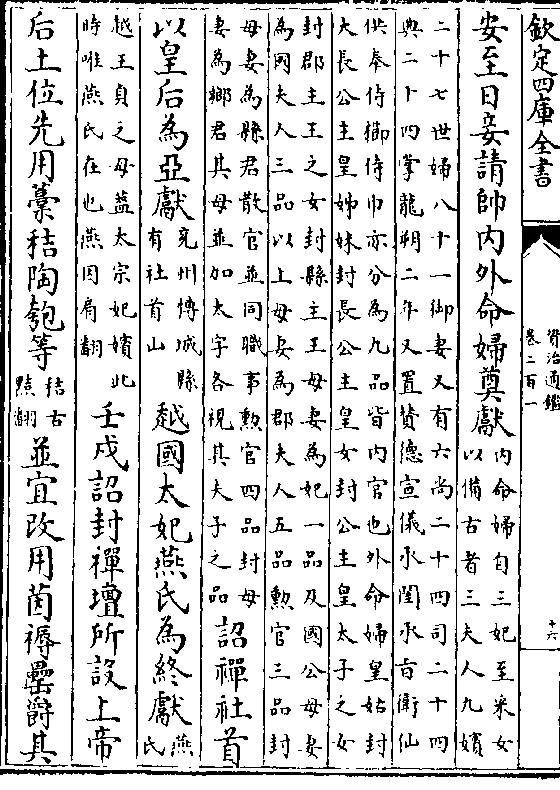 欽定四庫全書
資治通鑑
卷二百一
十六
安至日妾請帥内外命婦奠獻
内命婦自三妃至采女
以備古者三夫人九嬪
二十七世婦八十一御妻又有六尚二十四司二十四
典二十四掌龍朔二年又置賛德宣儀承閨承旨衛仙
供奉侍櫛侍巾亦分為九品皆内官也外命婦皇姑封
大長公主皇姊妹封長公主皇女封公主皇太子之女
封郡主王之女封縣主王母妻為妃一品及國公母妻
為國夫人三品以上母妻為郡夫人五品勲官三品封
母妻為縣君散官並同職事勲官四品封母
妻為鄉君其母並加太字各視其夫子之品
詔禪社首
以皇后為亞獻
兖州博城縣
有社首山
越國太妃燕氏為終獻
燕
氏
越王貞之母葢太宗妃嬪此
時唯燕氏在也燕因肩翻
壬戌詔封禪壇所設上帝
后土位先用藁秸陶匏等
秸古
黠翻
並宜改用茵褥罍爵其